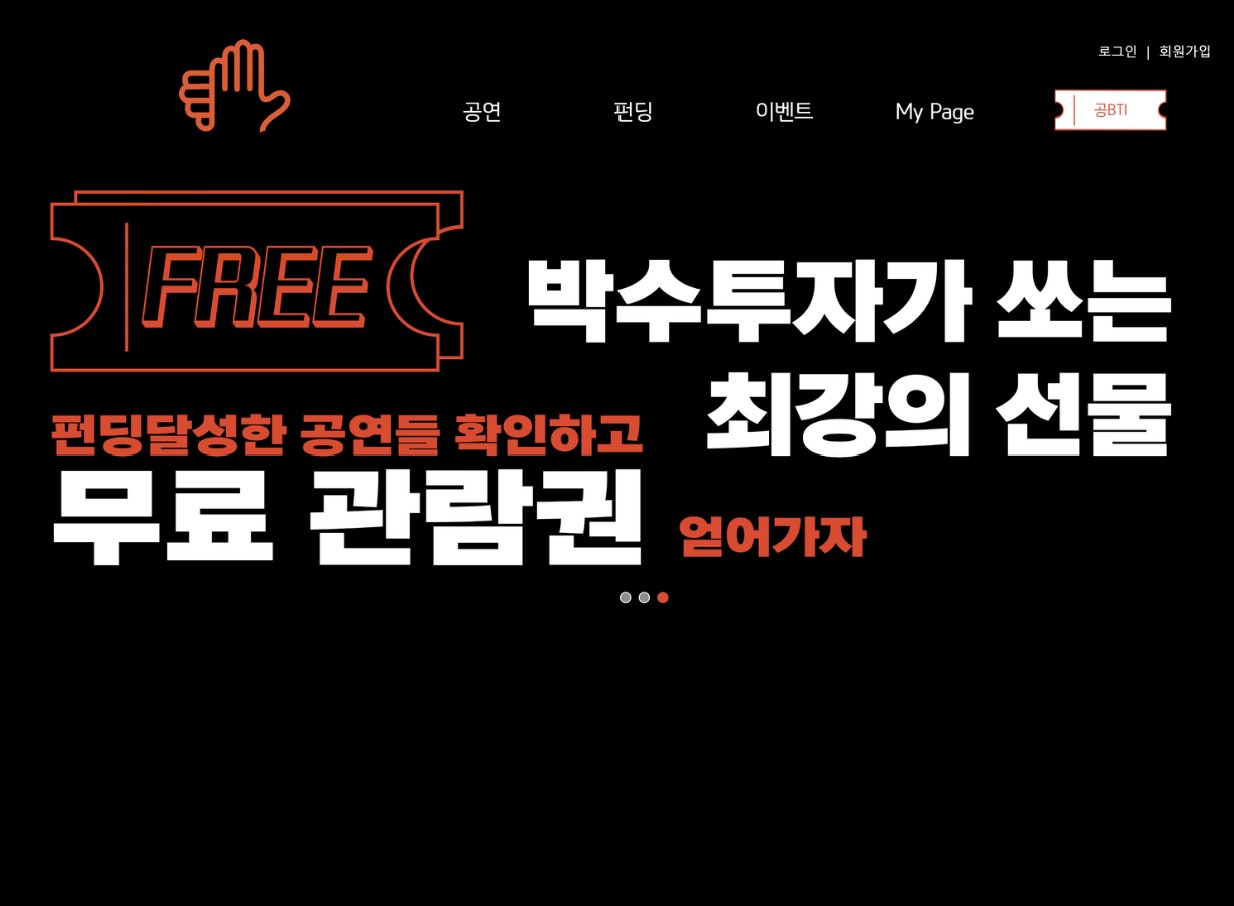 로그인 | 회원가입
공연 펀딩 이벤트 My Page 공BTI
FREE
박수투자가 쏘는
최강의 선물
펀딩달성한 공연들 확인하고
무료 관람권 얻어가자